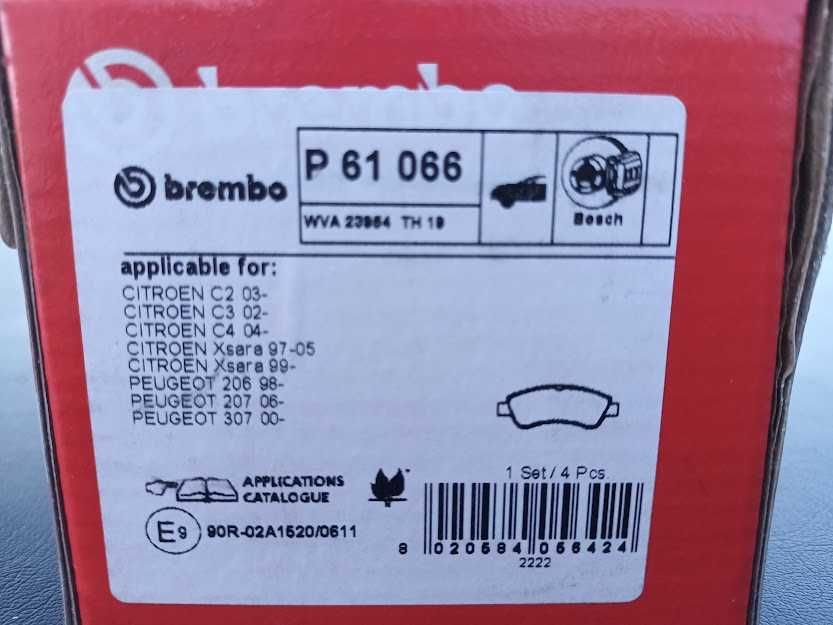 brembo
brembo
P 61 066
WVA 23954 TH 19
Bosch
applicable for:
CITROEN C2 03-
CITROEN C3 02-
CITROEN C4 04-
CITROEN Xsara 97-05
CITROEN Xsara 99-
PEUGEOT 206 98-
PEUGEOT 207 06-
PEUGEOT 307 00-
1 Set / 4 Pcs.
APPLICATIONS
CATALOGUE
E9 90R-02A1520/0611
8 020584 056424
2222